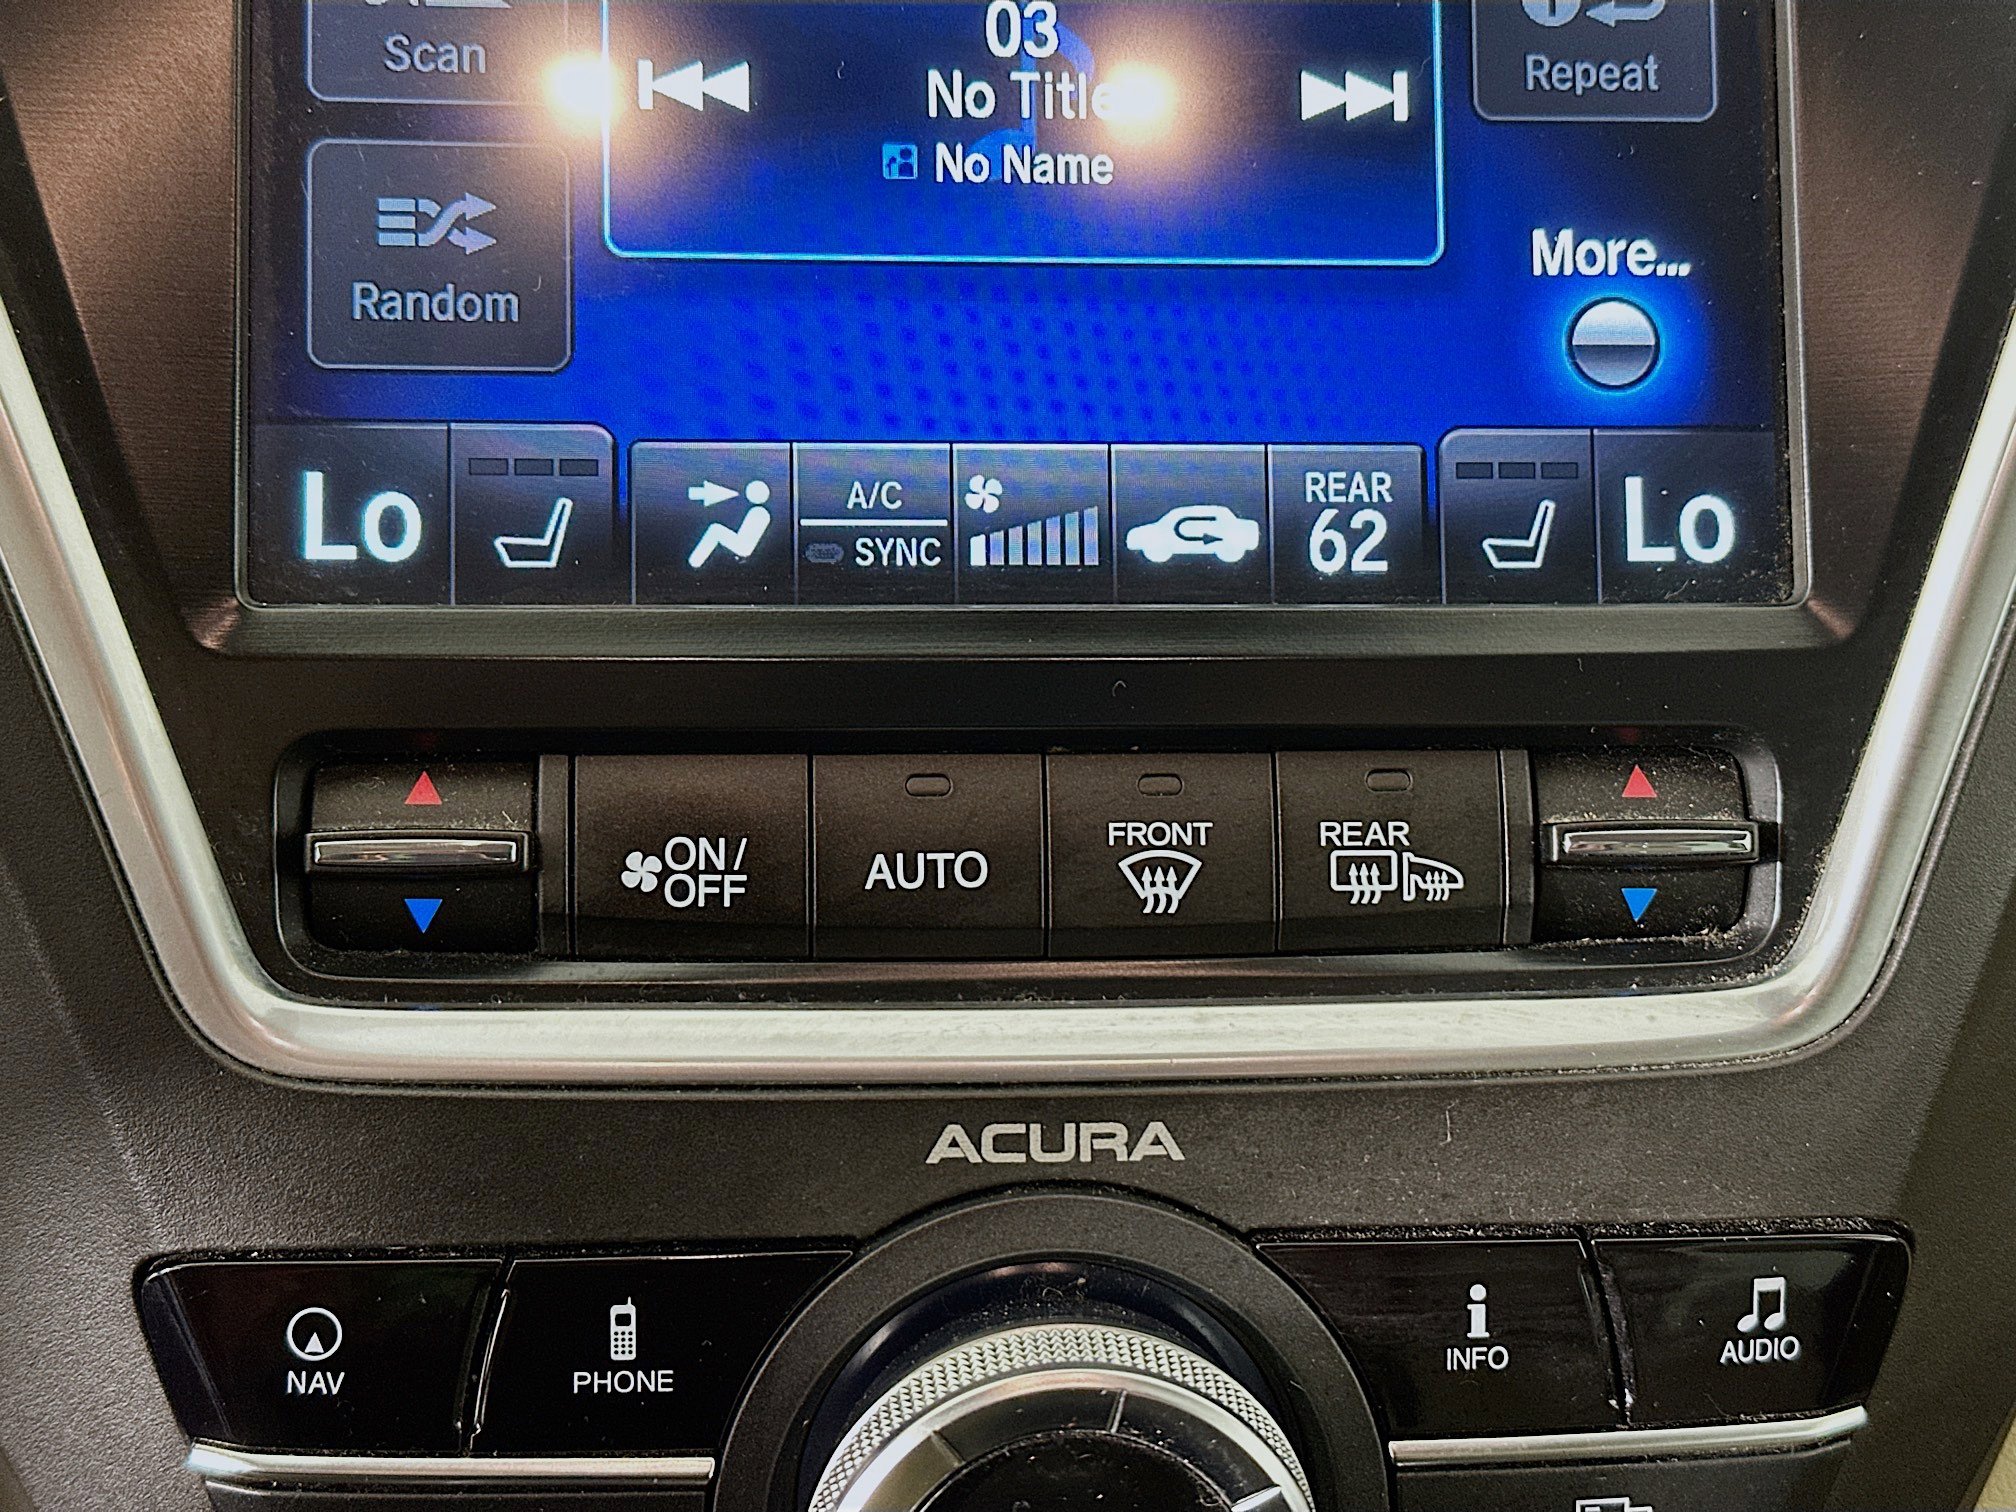 03
Scan
No Title
Repeat
No Name
More...
Random
Lo
A/C
SYNC
REAR
62
Lo
ON/
OFF
AUTO
FRONT
REAR
ACURA
NAV
PHONE
INFO
AUDIO